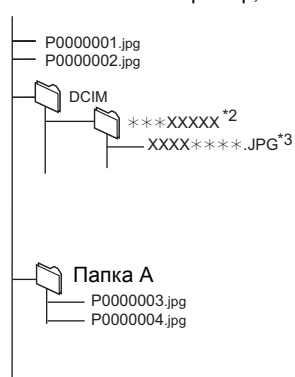 P0000001.jpg
P0000002.jpg
DCIM
✳✳✳XXXXX*2
XXXX✳✳✳✳.JPG*3
Папка A
P0000003.jpg
P0000004.jpg